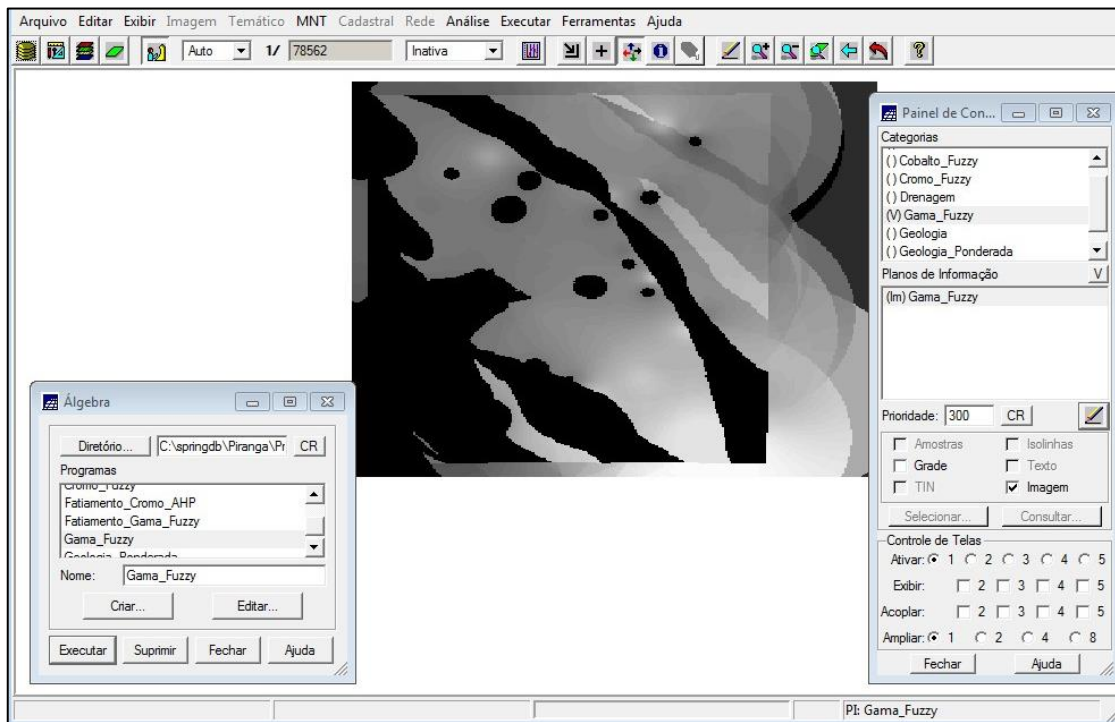 Arquivo Editar Exibir Imagem Temático MNT Cadastral Rede Análise Executar Ferramentas Ajuda
Auto 1/ 78562 Inativa
Painel de Con...
Categorias
( ) Cobalto_Fuzzy
( ) Cromo_Fuzzy
( ) Drenagem
(V) Gama_Fuzzy
( ) Geologia
( ) Geologia_Ponderada
Planos de Informação V
(Im) Gama_Fuzzy
Prioridade: 300 CR
Amostras Isolinhas
Grade Texto
TIN Imagem
Selecionar... Consultar...
Controle de Telas
Ativar: 1 2 3 4 5
Exibir: 2 3 4 5
Acoplar: 2 3 4 5
Ampliar: 1 2 4 8
Fechar Ajuda
Álgebra
Diretório... C:\springdb\Piranga\Pr CR
Programas
Cromo_Fuzzy
Fatiamento_Cromo_AHP
Fatiamento_Gama_Fuzzy
Gama_Fuzzy
Geologia_Ponderada
Nome: Gama_Fuzzy
Criar... Editar...
Executar Suprimir Fechar Ajuda
PI: Gama_Fuzzy